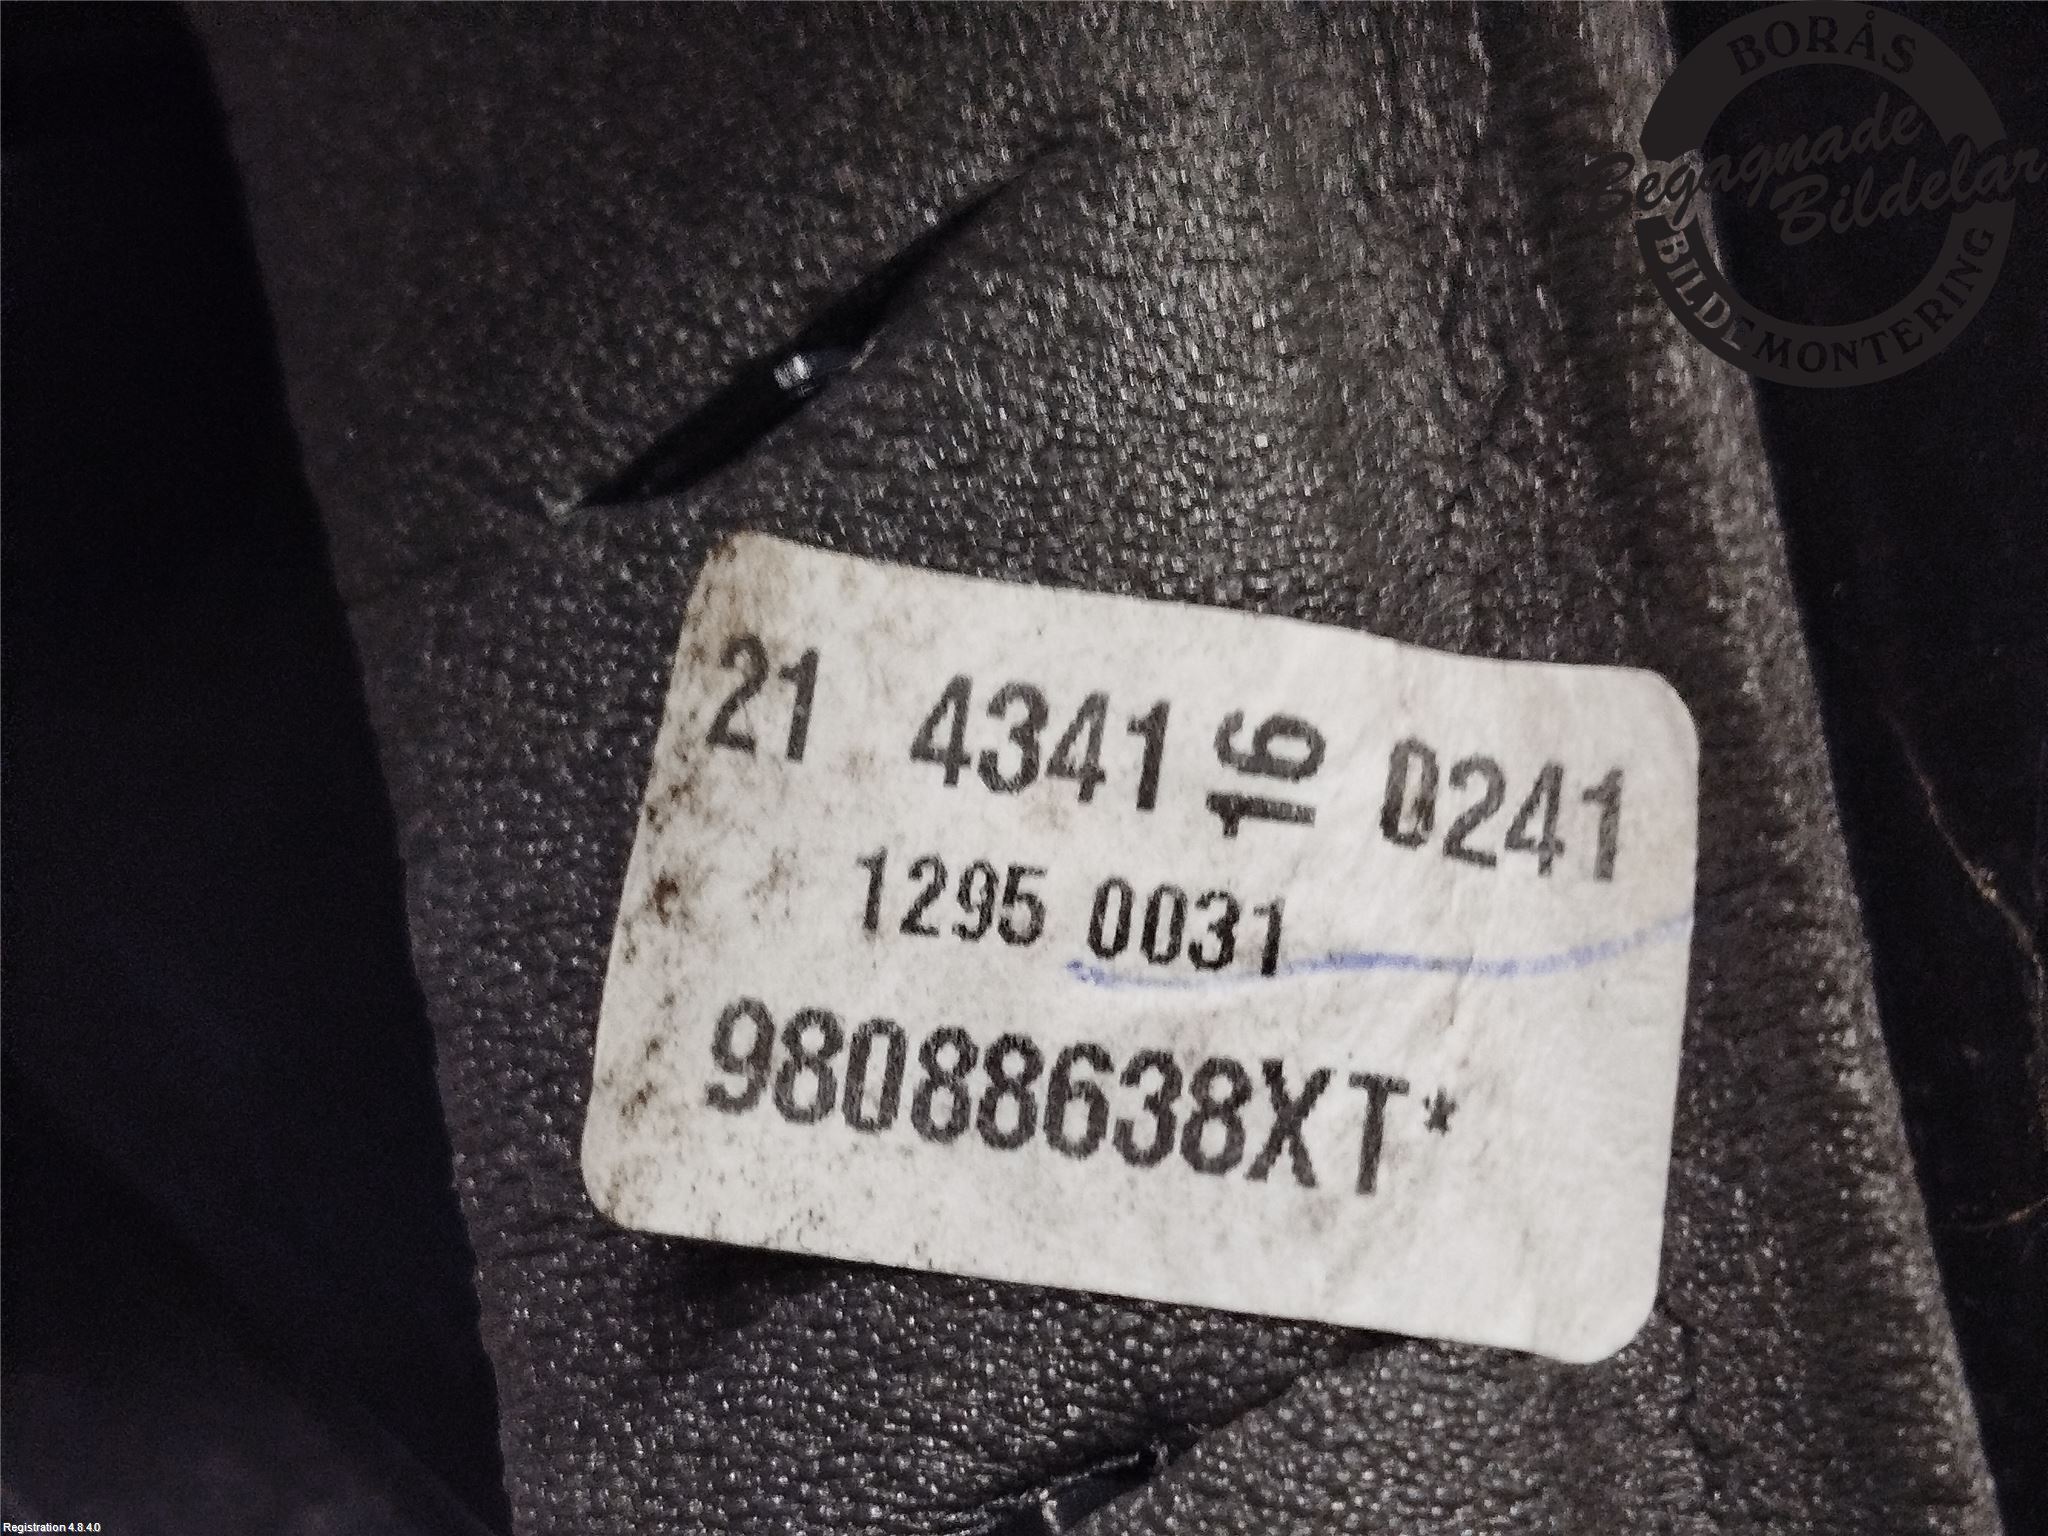 BORÅS
Begagnade
Bildelar
BILDEMONTERING
21 4341 16 0241
1295 0031
98088638XT*
Registration 4.8.4.0